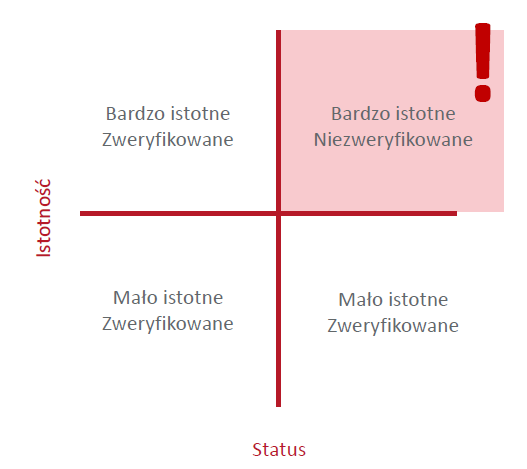 !
Bardzo istotne
Zweryfikowane
Bardzo istotne
Niezweryfikowane
Istotność
Mało istotne
Zweryfikowane
Mało istotne
Zweryfikowane
Status